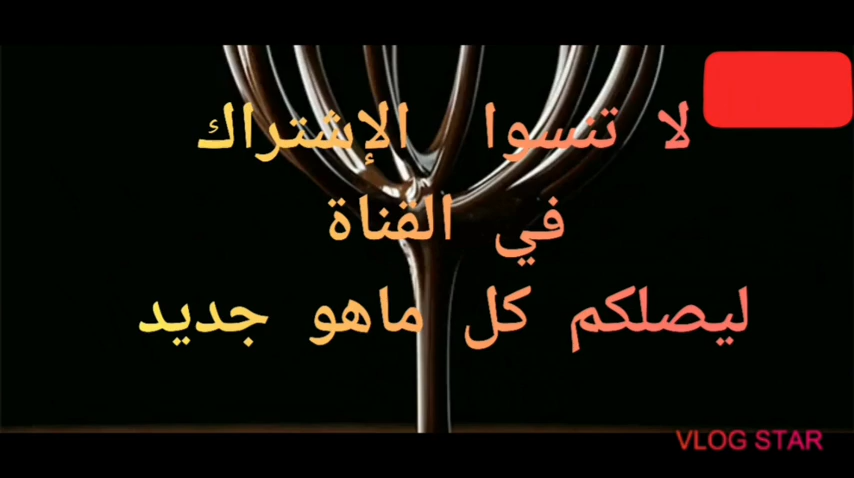 لا تنسوا الإشتراك
في القناة
ليصلكم كل ماهو جديد
VLOG STAR